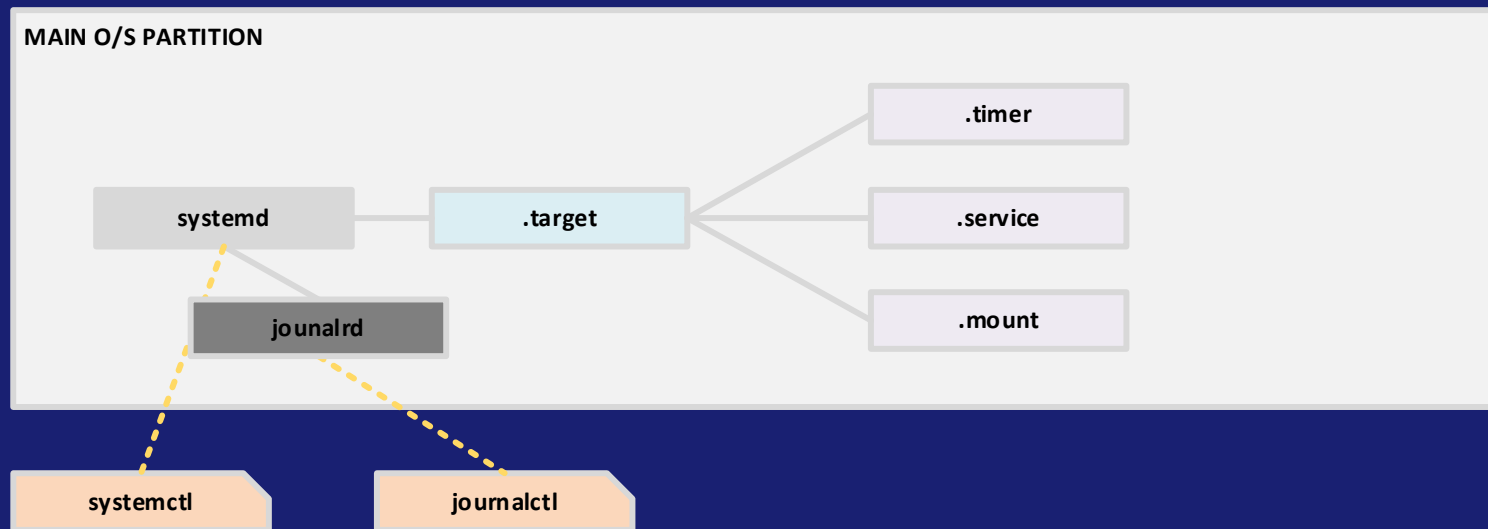 MAIN O/S PARTITION
.timer
systemd
.target
.service
jounalrd
.mount
systemctl
journalctl